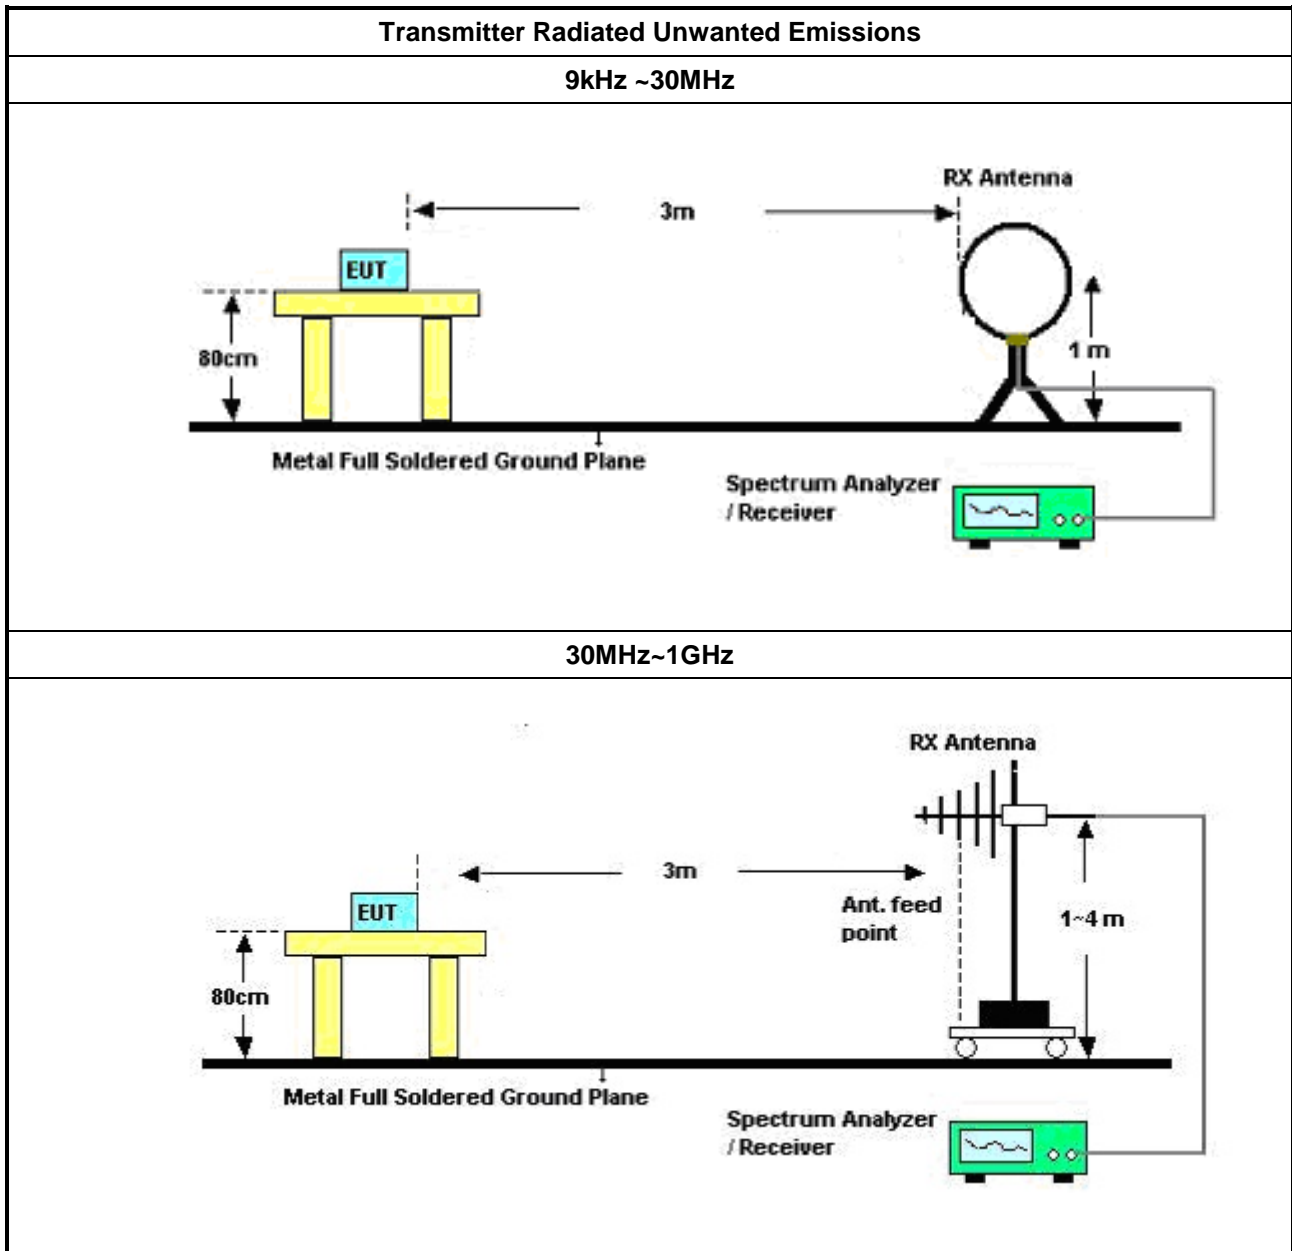 Transmitter Radiated Unwanted Emissions
9kHz ~30MHz
RX Antenna
3m
EUT
80cm
1 m
Metal Full Soldered Ground Plane
Spectrum Analyzer
/ Receiver
30MHz~1GHz
RX Antenna
3m
EUT
Ant. feed
point
1~4 m
80cm
Metal Full Soldered Ground Plane
Spectrum Analyzer
/ Receiver